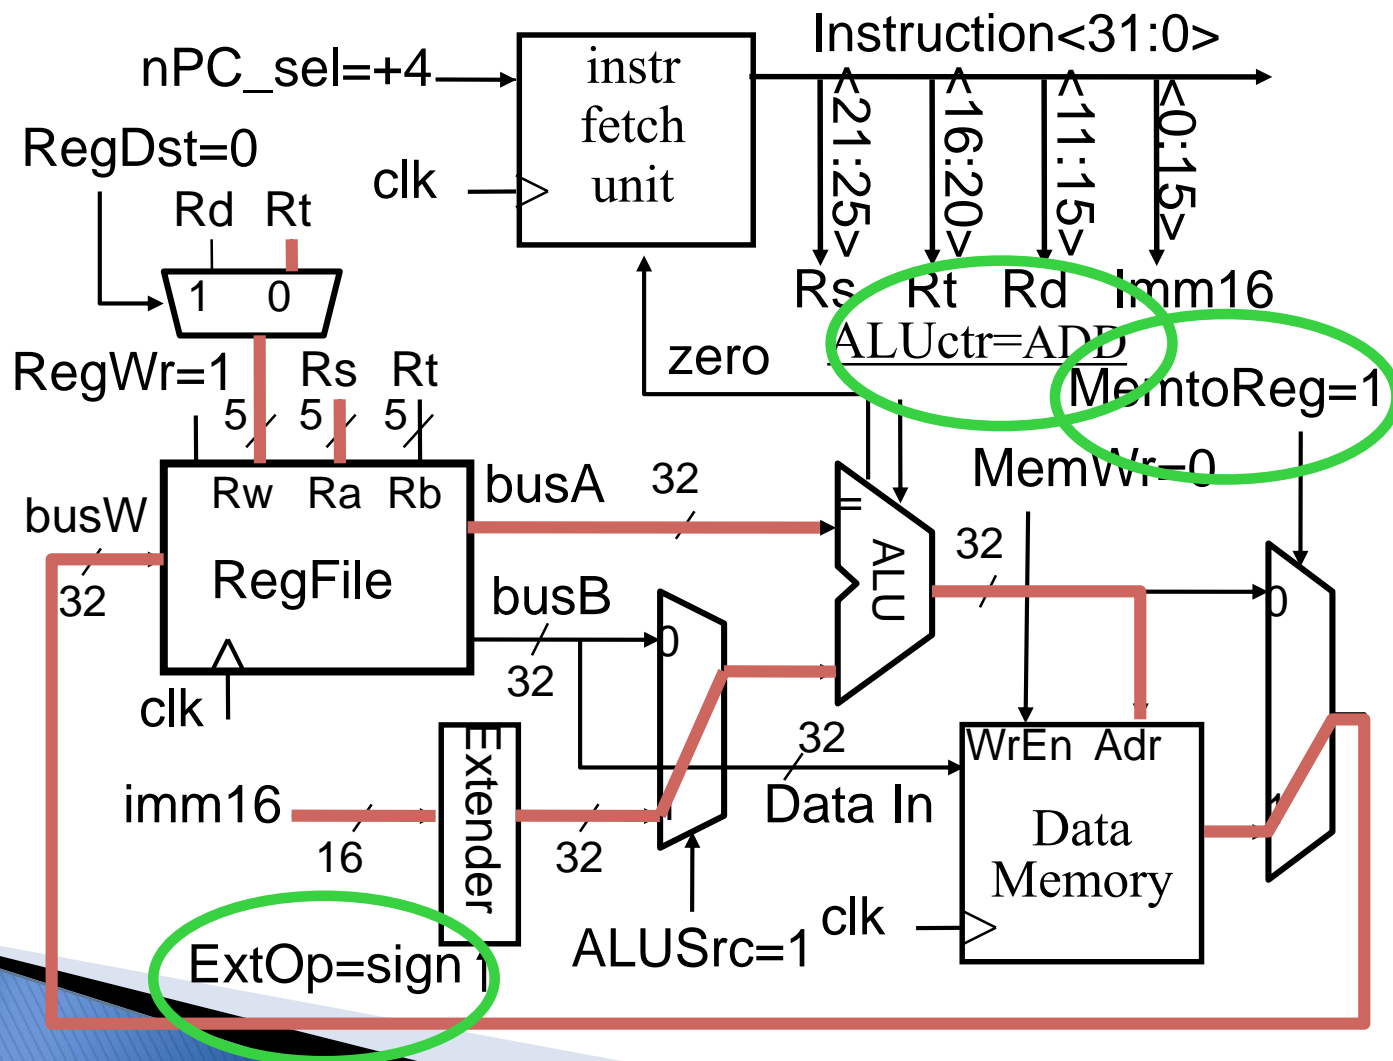 Instruction<31:0>
nPC_sel=+4
instr
fetch
unit
<21:25>
<16:20>
<11:15>
<0:15>
RegDst=0
clk
Rd Rt
1 0
Rs Rt Rd Imm16
ALUctr=ADD
zero
MemtoReg=1
RegWr=1
Rs Rt
5 5 5
MemWr=0
Rw Ra Rb
busA
32
busW
32
RegFile
=
ALU
32
busB
32
0
0
clk
32
WrEn Adr
Extender
imm16
16
32
1
Data In
Data
Memory
1
clk
ExtOp=sign
ALUSrc=1